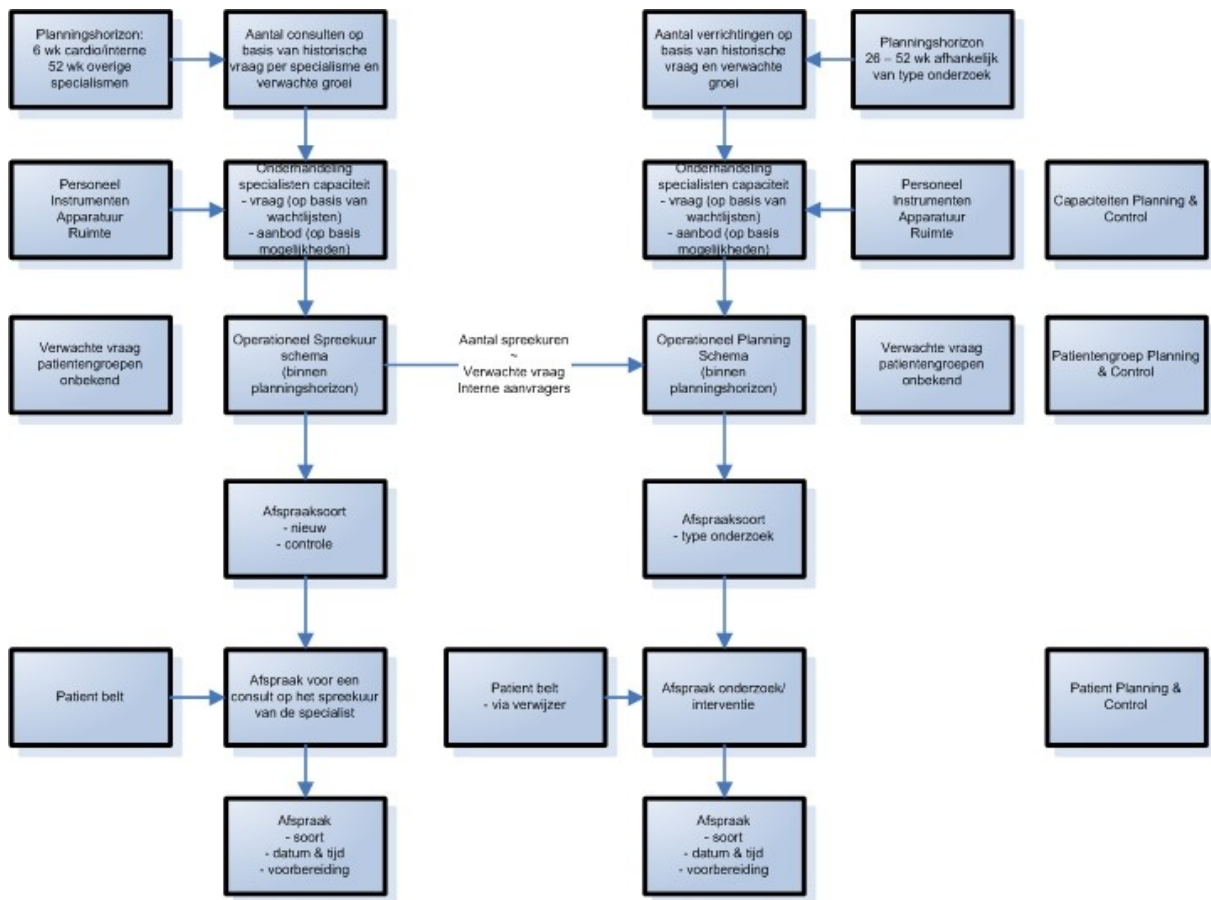 Planningshorizon:
6 wk cardio/interne
52 wk overige
specialismen
Aantal consulten op
basis van historische
vraag per specialisme en
verwachte groei
Aantal verrichtingen op
basis van historische
vraag en verwachte
groei
Planningshorizon
26 – 52 wk afhankelijk
van type onderzoek
Personeel
Instrumenten
Apparatuur
Ruimte
Onderhandeling
specialisten capaciteit
- vraag (op basis van
wachtlijsten)
- aanbod (op basis
mogelijkheden)
Onderhandeling
specialisten capaciteit
- vraag (op basis van
wachtlijsten)
- aanbod (op basis
mogelijkheden)
Personeel
Instrumenten
Apparatuur
Ruimte
Capaciteiten Planning &
Control
Verwachte vraag
patientengroepen
onbekend
Operationeel Spreekuur
schema
(binnen
planningshorizon)
Aantal spreekuren
~
Verwachte vraag
Interne aanvragers
Operationeel Planning
Schema
(binnen
planningshorizon)
Verwachte vraag
patientengroepen
onbekend
Patientengroep Planning
& Control
Afspraaksoort
- nieuw
- controle
Afspraaksoort
- type onderzoek
Patient belt
Afspraak voor een
consult op het spreekuur
van de specialist
Patient belt
- via verwijzer
Afspraak onderzoek/
interventie
Patient Planning &
Control
Afspraak
- soort
- datum & tijd
- voorbereiding
Afspraak
- soort
- datum & tijd
- voorbereiding